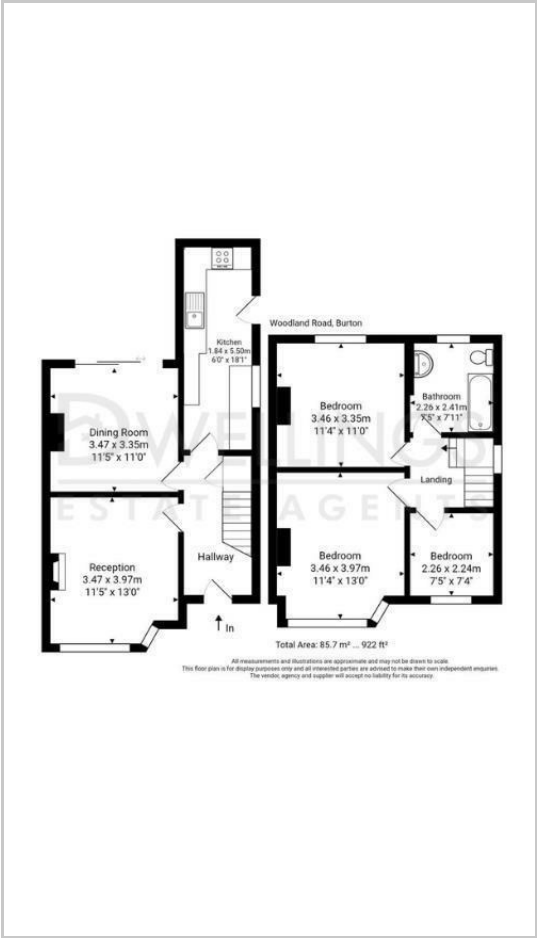 Woodland Road, Burton
Kitchen
1.84 x 5.50m
6'0" x 18'1"
Bedroom
3.46 x 3.35m
11'4" x 11'0"
Bathroom
2.26 x 2.41m
7'5" x 7'11"
Dining Room
3.47 x 3.35m
11'5" x 11'0"
DWELLINGS
ESTATE AGENTS
Landing
Reception
3.47 x 3.97m
11'5" x 13'0"
Hallway
Bedroom
3.46 x 3.97m
11'4" x 13'0"
Bedroom
2.26 x 2.24m
7'5" x 7'4"
In
Total Area: 85.7 m² ... 922 ft²
All measurements and illustrations are approximate and may not be drawn to scale.
This floor plan is for display purposes only and all interested parties are advised to make their own independent enquiries.
The vendor, agency and supplier will accept no liability for its accuracy.